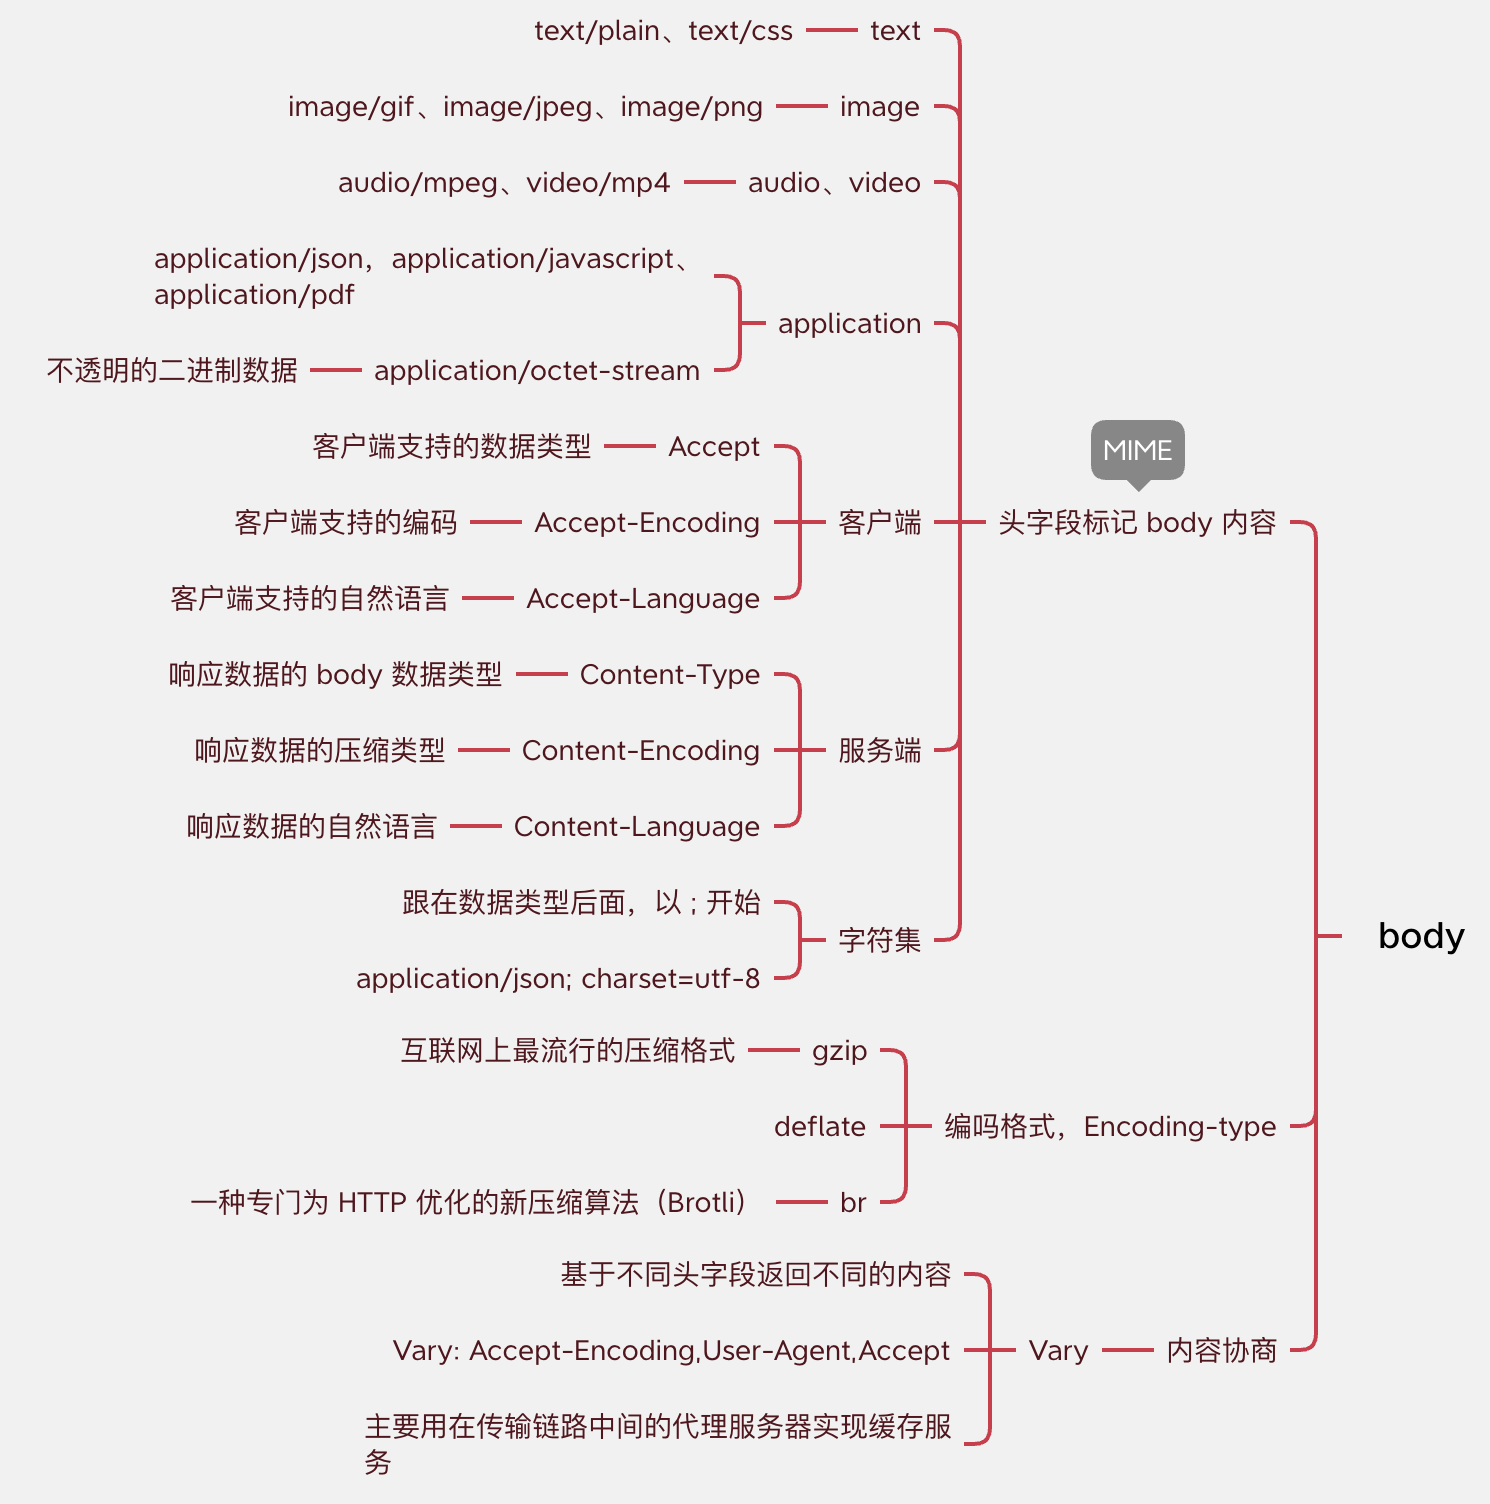 text/plain、text/css
text
image/gif、image/jpeg、image/png
image
audio/mpeg、video/mp4
audio、video
application/json，application/javascript、
application/pdf
application
不透明的二进制数据
application/octet-stream
客户端支持的数据类型
Accept
MIME
客户端支持的编码
Accept-Encoding
客户端
头字段标记 body 内容
客户端支持的自然语言
Accept-Language
响应数据的 body 数据类型
Content-Type
响应数据的压缩类型
Content-Encoding
服务端
响应数据的自然语言
Content-Language
跟在数据类型后面，以 ; 开始
字符集
body
application/json; charset=utf-8
互联网上最流行的压缩格式
gzip
deflate
编吗格式，Encoding-type
一种专门为 HTTP 优化的新压缩算法（Brotli）
br
基于不同头字段返回不同的内容
Vary: Accept-Encoding,User-Agent,Accept
Vary
内容协商
主要用在传输链路中间的代理服务器实现缓存服
务